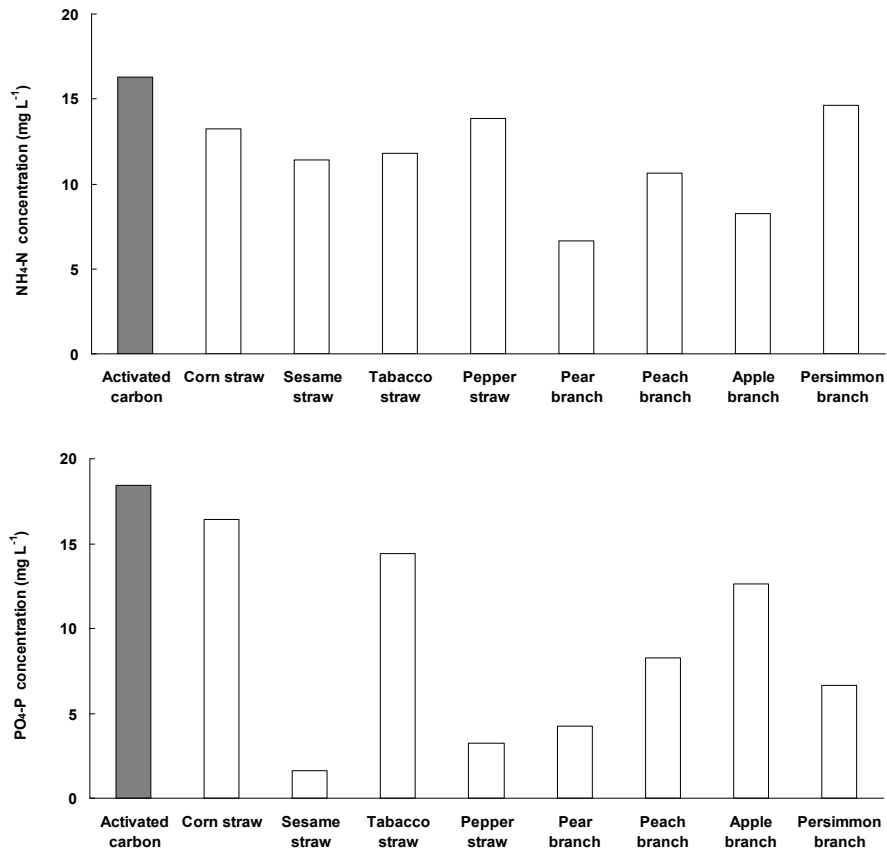 20
15
10
5
0
NH₄-N concentration (mg L⁻¹)
Activated carbon
Corn straw
Sesame straw
Tabacco straw
Pepper straw
Pear branch
Peach branch
Apple branch
Persimmon branch
20
15
10
5
0
PO₄-P concentration (mg L⁻¹)
Activated carbon
Corn straw
Sesame straw
Tabacco straw
Pepper straw
Pear branch
Peach branch
Apple branch
Persimmon branch